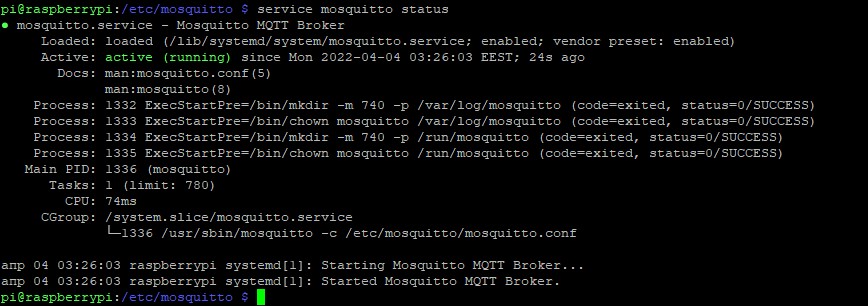 pi@raspberrypi:/etc/mosquitto $ service mosquitto status
● mosquitto.service - Mosquitto MQTT Broker
Loaded: loaded (/lib/systemd/system/mosquitto.service; enabled; vendor preset: enabled)
Active: active (running) since Mon 2022-04-04 03:26:03 EEST; 24s ago
Docs: man:mosquitto.conf(5)
man:mosquitto(8)
Process: 1332 ExecStartPre=/bin/mkdir -m 740 -p /var/log/mosquitto (code=exited, status=0/SUCCESS)
Process: 1333 ExecStartPre=/bin/chown mosquitto /var/log/mosquitto (code=exited, status=0/SUCCESS)
Process: 1334 ExecStartPre=/bin/mkdir -m 740 -p /run/mosquitto (code=exited, status=0/SUCCESS)
Process: 1335 ExecStartPre=/bin/chown mosquitto /run/mosquitto (code=exited, status=0/SUCCESS)
Main PID: 1336 (mosquitto)
Tasks: 1 (limit: 780)
CPU: 74ms
CGroup: /system.slice/mosquitto.service
└─1336 /usr/sbin/mosquitto -c /etc/mosquitto/mosquitto.conf
апр 04 03:26:03 raspberrypi systemd[1]: Starting Mosquitto MQTT Broker...
апр 04 03:26:03 raspberrypi systemd[1]: Started Mosquitto MQTT Broker.
pi@raspberrypi:/etc/mosquitto $